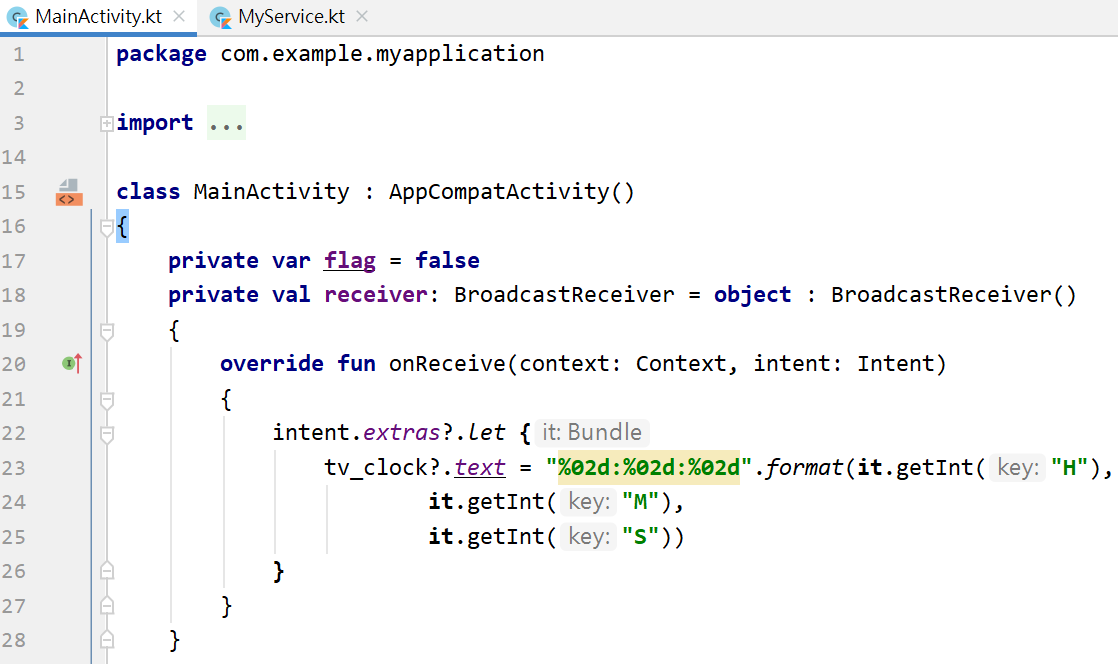 MainActivity.kt × MyService.kt ×
1 package com.example.myapplication
2
3 import ...
14
15 class MainActivity : AppCompatActivity()
16 {
17 private var flag = false
18 private val receiver: BroadcastReceiver = object : BroadcastReceiver()
19 {
20 override fun onReceive(context: Context, intent: Intent)
21 {
22 intent.extras?.let { it: Bundle
23 tv_clock?.text = "%02d:%02d:%02d".format(it.getInt( key: "H"),
24 it.getInt( key: "M"),
25 it.getInt( key: "S"))
26 }
27 }
28 }